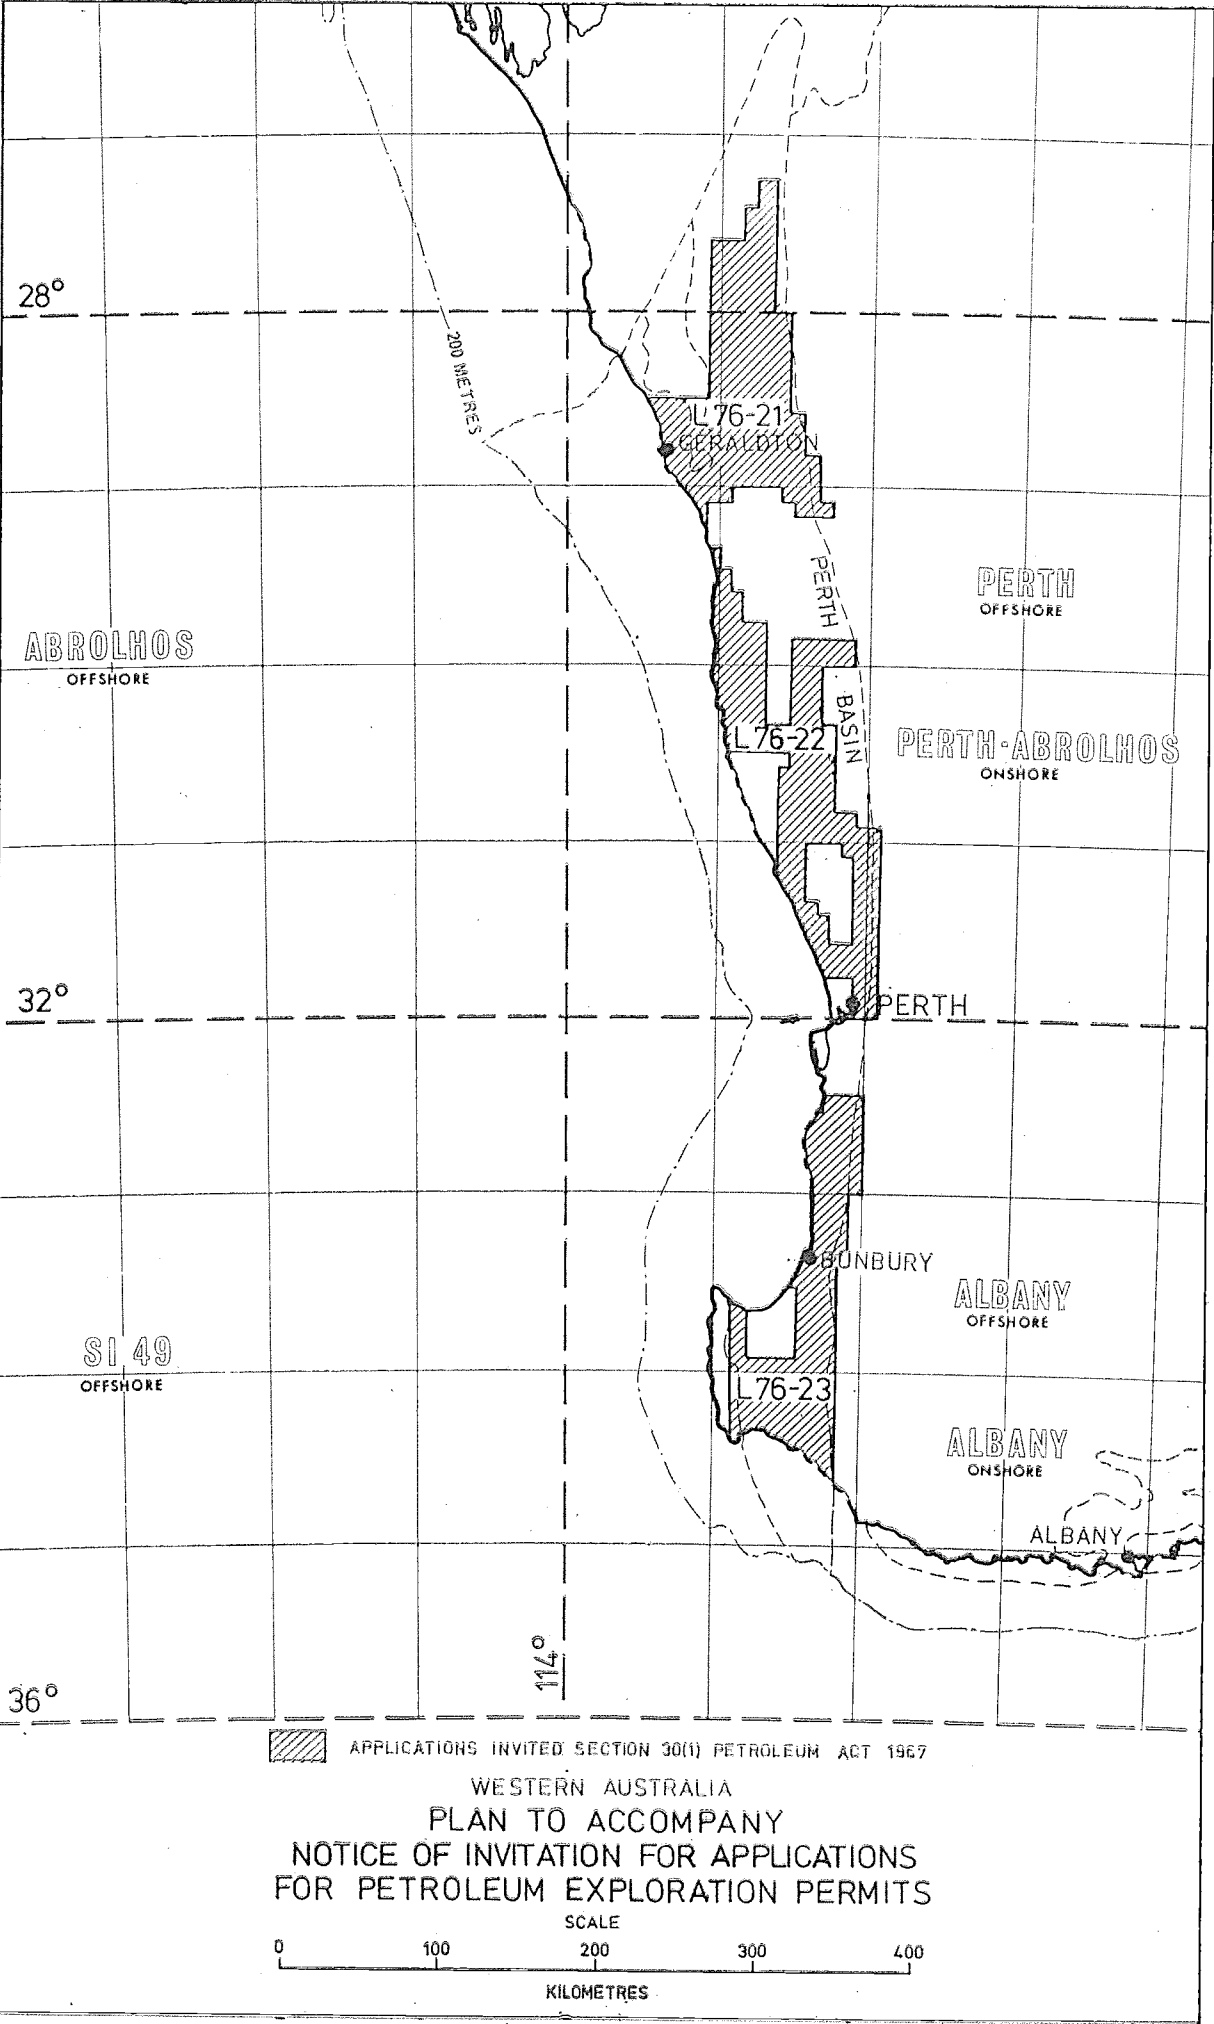 28°
200 METRES
L 76-21
GERALDTON
PERTH BASIN
PERTH
OFFSHORE
ABROLHOS
OFFSHORE
L 76-22
PERTH-ABROLHOS
ONSHORE
32°
PERTH
BUNBURY
ALBANY
OFFSHORE
SI 49
OFFSHORE
L 76-23
ALBANY
ONSHORE
ALBANY
114°
36°
APPLICATIONS INVITED SECTION 30(1) PETROLEUM ACT 1967
WESTERN AUSTRALIA
PLAN TO ACCOMPANY
NOTICE OF INVITATION FOR APPLICATIONS
FOR PETROLEUM EXPLORATION PERMITS
SCALE
0 100 200 300 400
KILOMETRES